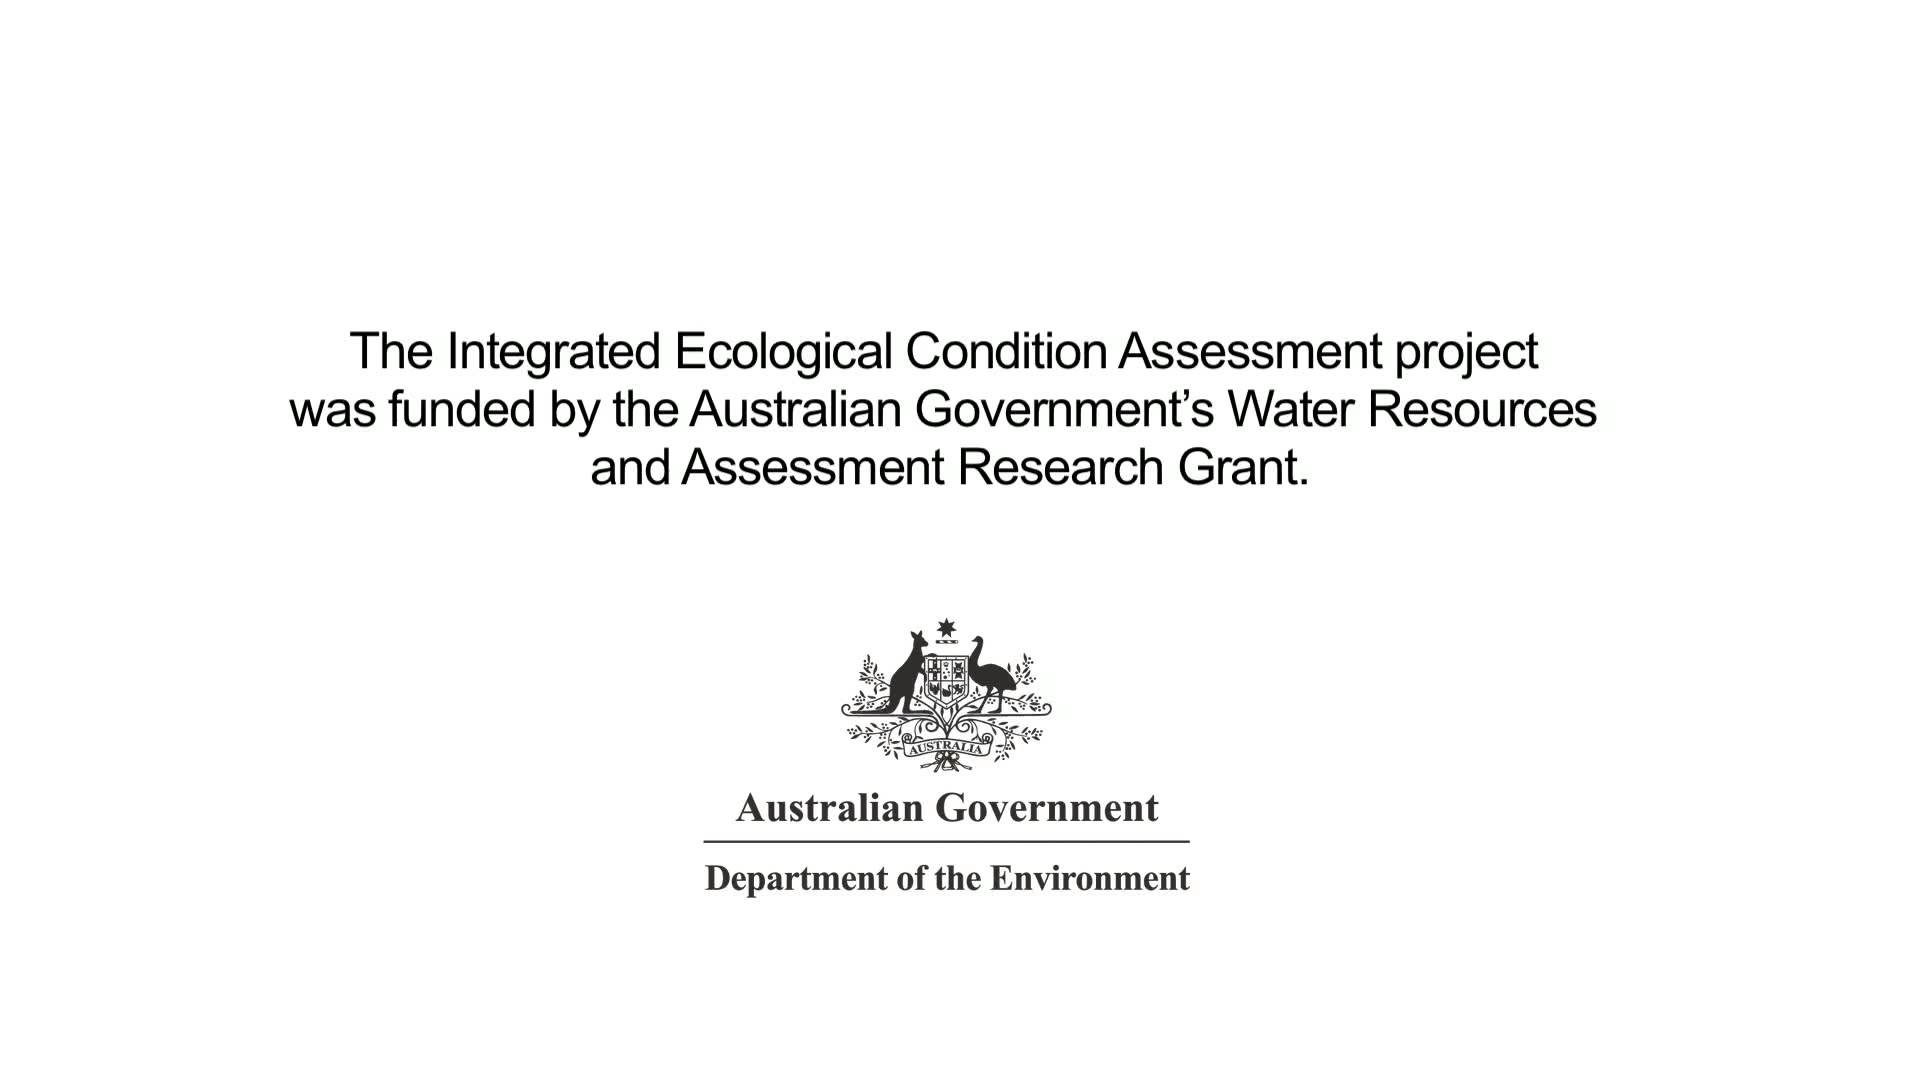 The Integrated Ecological Condition Assessment project
was funded by the Australian Government’s Water Resources
and Assessment Research Grant.
AUSTRALIA
Australian Government
Department of the Environment